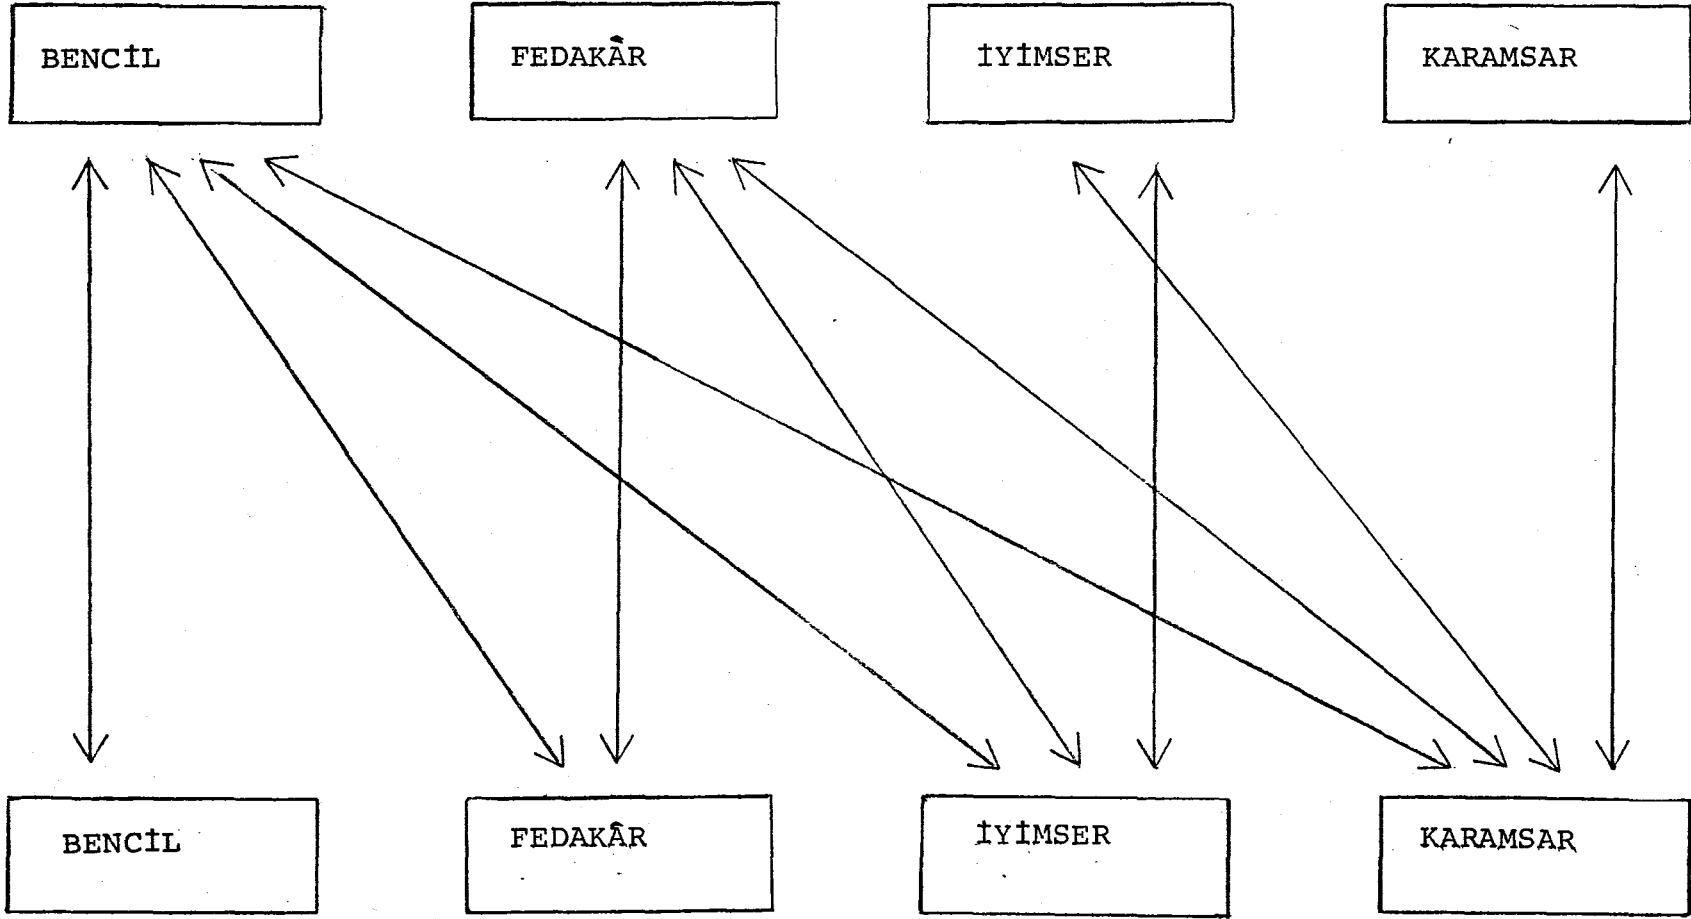 BENCİL
FEDAKÂR
İYİMSER
KARAMSAR
BENCİL
FEDAKÂR
İYİMSER
KARAMSAR